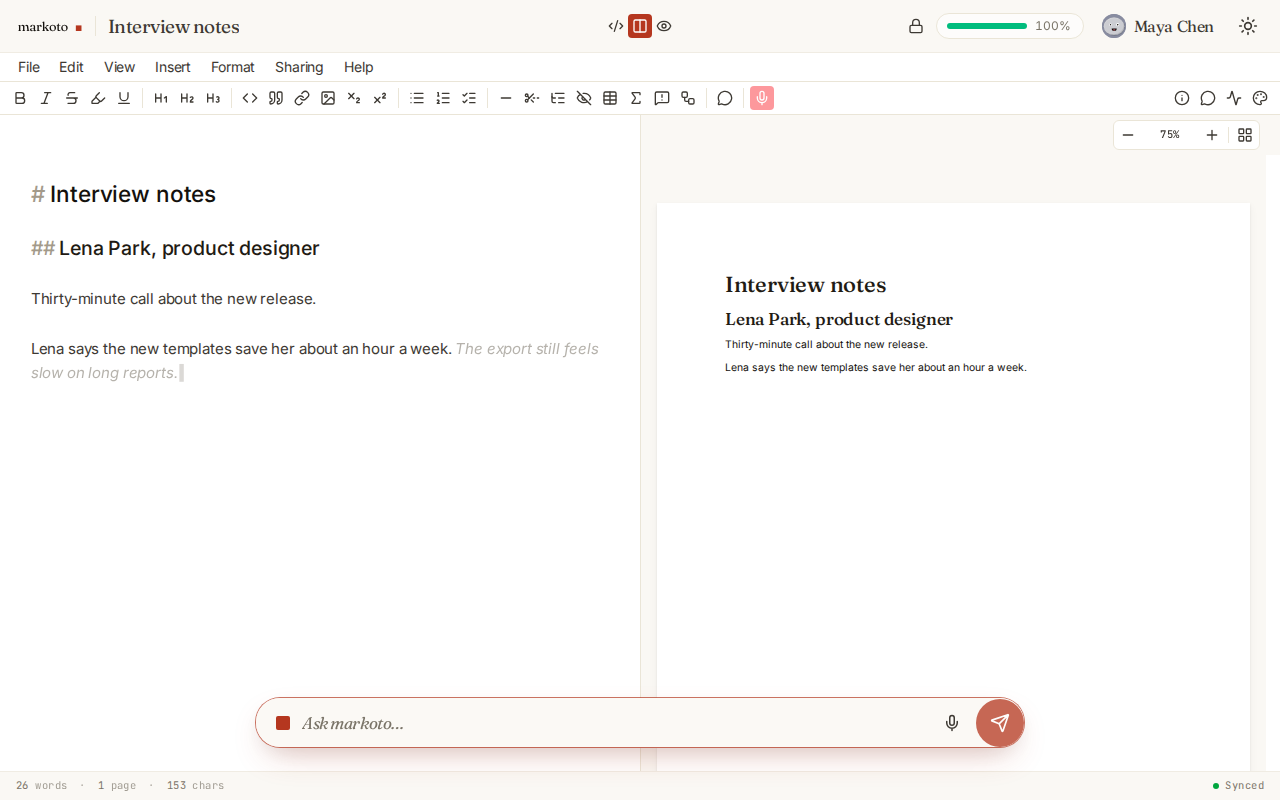 markoto
Interview notes
100%
Maya Chen
File Edit View Insert Format Sharing Help
H1 H2 H3
75%
# Interview notes
## Lena Park, product designer
Thirty-minute call about the new release.
Lena says the new templates save her about an hour a week. The export still feels
slow on long reports.
Interview notes
Lena Park, product designer
Thirty-minute call about the new release.
Lena says the new templates save her about an hour a week.
Ask markoto...
26 words · 1 page · 153 chars
Synced